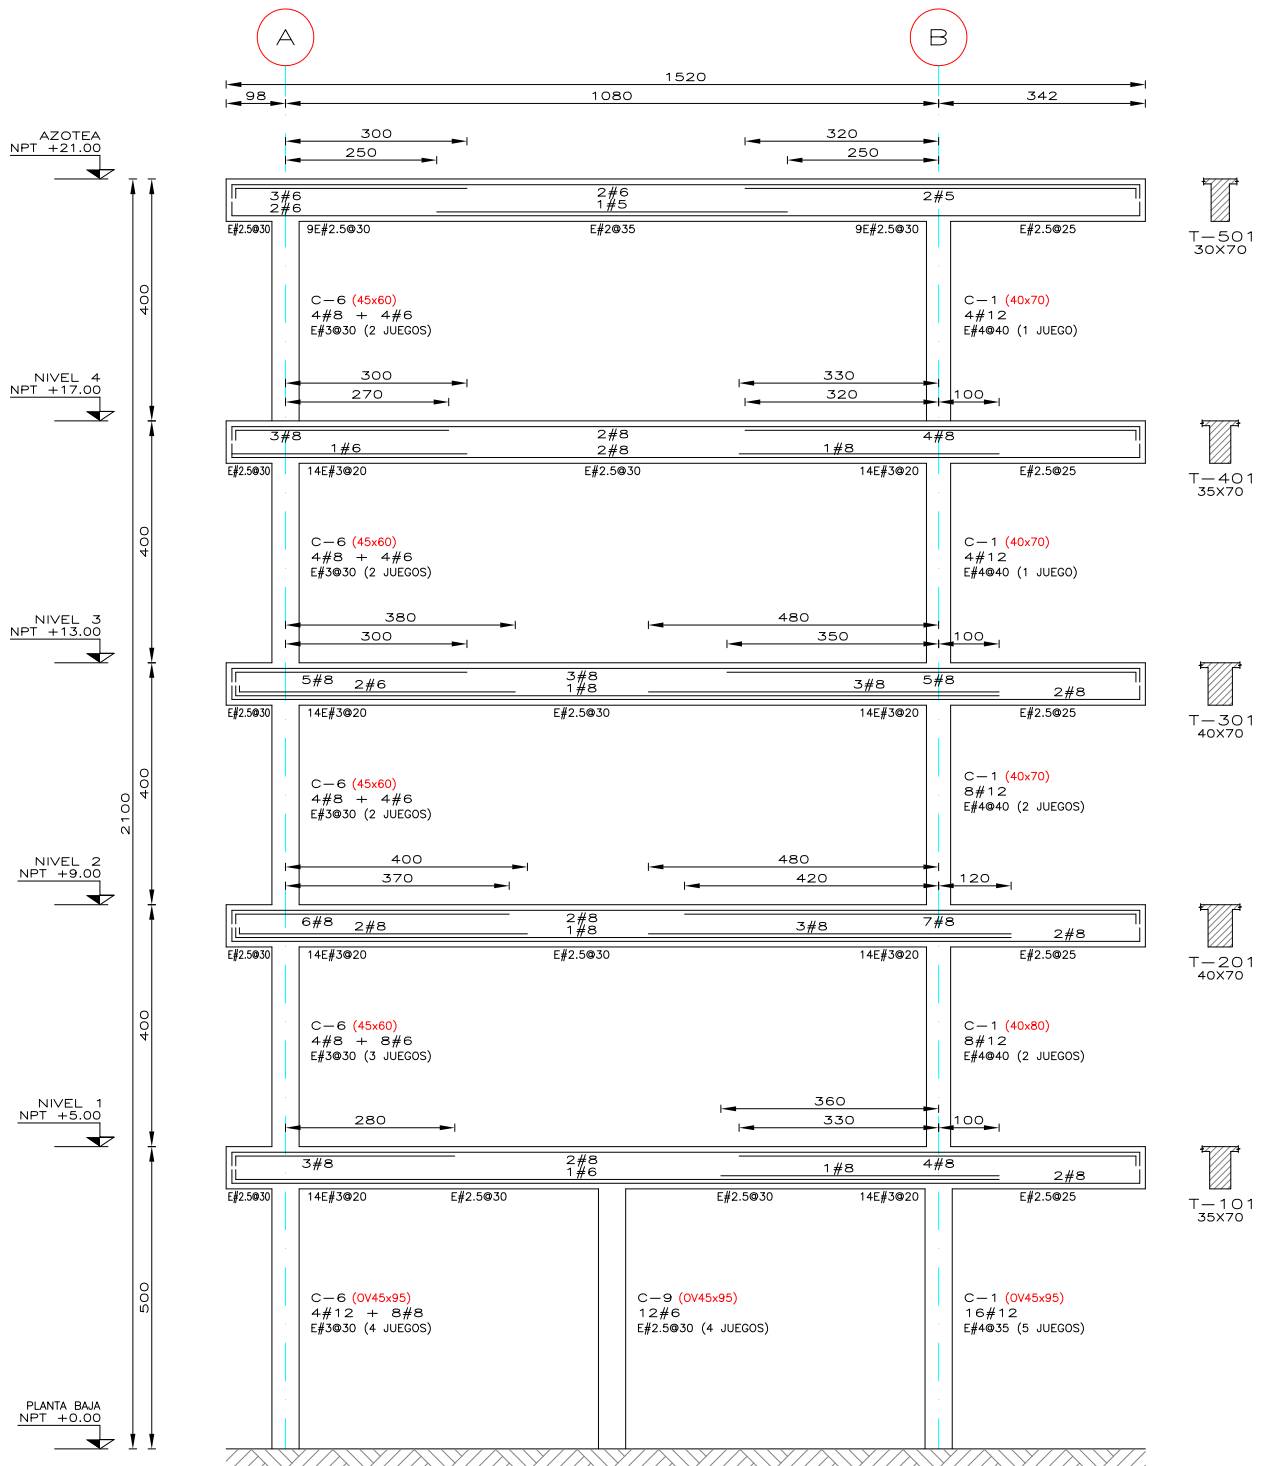 A
B
1520
98
1080
342
300
320
250
250
AZOTEA
NPT +21.00
3#6
2#6
2#6
1#5
2#5
E#2.5@30
9E#2.5@30
E#2@35
9E#2.5@30
E#2.5@25
T-501
30X70
400
C-6 (45x60)
4#8 + 4#6
E#3@30 (2 JUEGOS)
C-1 (40x70)
4#12
E#4@40 (1 JUEGO)
300
330
270
320
100
NIVEL 4
NPT +17.00
3#8
2#8
4#8
1#6
2#8
1#8
E#2.5@30
14E#3@20
E#2.5@30
14E#3@20
E#2.5@25
T-401
35X70
400
C-6 (45x60)
4#8 + 4#6
E#3@30 (2 JUEGOS)
C-1 (40x70)
4#12
E#4@40 (1 JUEGO)
380
480
300
350
100
NIVEL 3
NPT +13.00
5#8
2#6
3#8
1#8
3#8
5#8
2#8
E#2.5@30
14E#3@20
E#2.5@30
14E#3@20
E#2.5@25
T-301
40X70
400
2100
C-6 (45x60)
4#8 + 4#6
E#3@30 (2 JUEGOS)
C-1 (40x70)
8#12
E#4@40 (2 JUEGOS)
400
480
370
420
120
NIVEL 2
NPT +9.00
6#8
2#8
2#8
1#8
3#8
7#8
2#8
E#2.5@30
14E#3@20
E#2.5@30
14E#3@20
E#2.5@25
T-201
40X70
400
C-6 (45x60)
4#8 + 8#6
E#3@30 (3 JUEGOS)
C-1 (40x80)
8#12
E#4@40 (2 JUEGOS)
360
280
330
100
NIVEL 1
NPT +5.00
3#8
2#8
1#6
1#8
4#8
2#8
E#2.5@30
14E#3@20
E#2.5@30
E#2.5@30
14E#3@20
E#2.5@25
T-101
35X70
500
C-6 (OV45x95)
4#12 + 8#8
E#3@30 (4 JUEGOS)
C-9 (OV45x95)
12#6
E#2.5@30 (4 JUEGOS)
C-1 (OV45x95)
16#12
E#4@35 (5 JUEGOS)
PLANTA BAJA
NPT +0.00